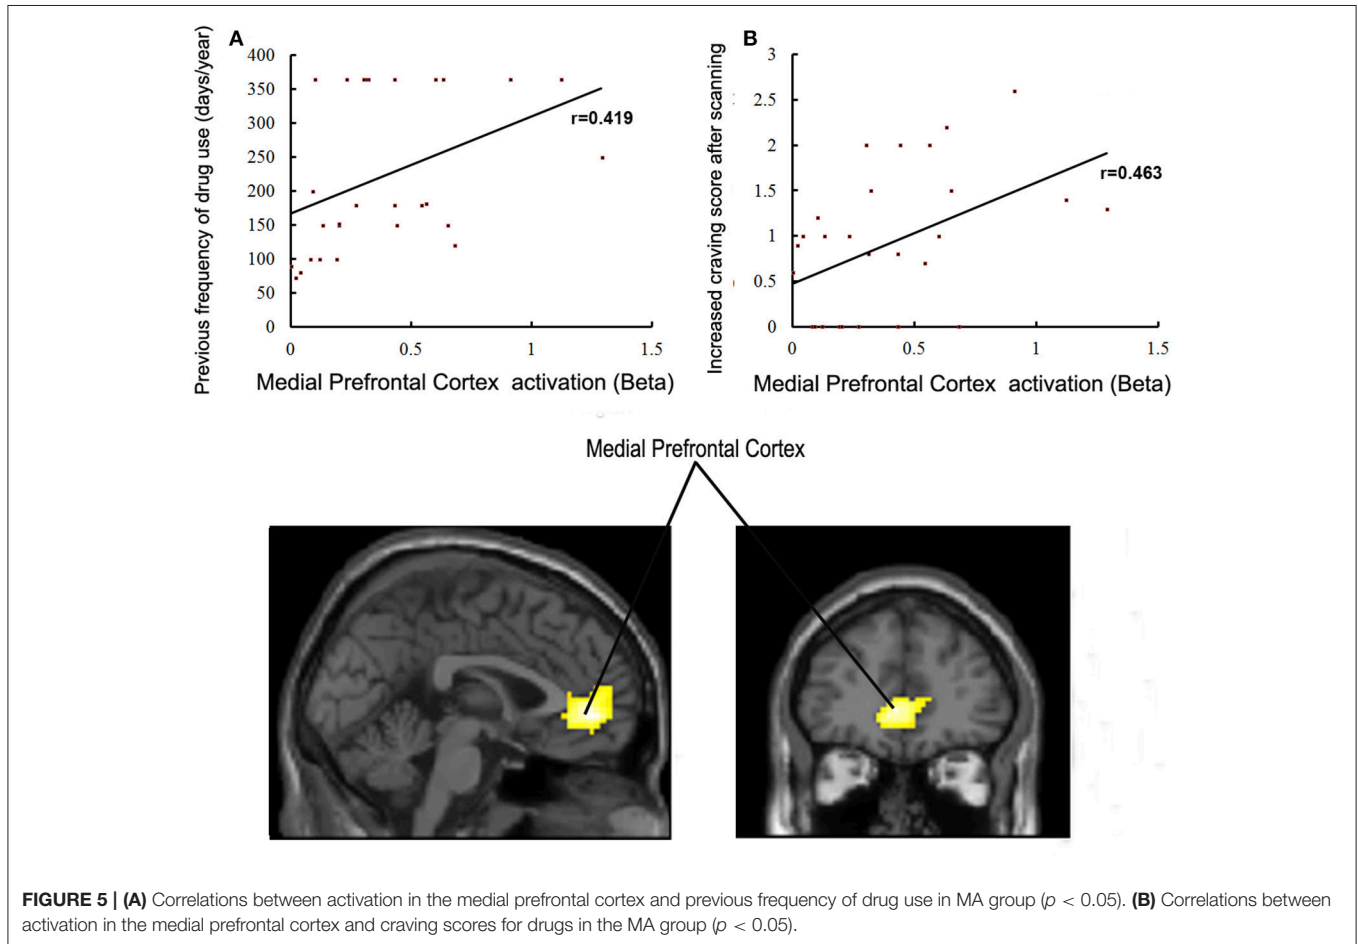 A
Previous frequency of drug use (days/year)
400
350
300
250
200
150
100
50
0
0 0.5 1 1.5
r=0.419
Medial Prefrontal Cortex activation (Beta)
B
Increased craving score after scanning
3
2.5
2
1.5
1
0.5
0
0 0.5 1 1.5
r=0.463
Medial Prefrontal Cortex activation (Beta)
Medial Prefrontal Cortex
FIGURE 5 | (A) Correlations between activation in the medial prefrontal cortex and previous frequency of drug use in MA group (p < 0.05). (B) Correlations between
activation in the medial prefrontal cortex and craving scores for drugs in the MA group (p < 0.05).